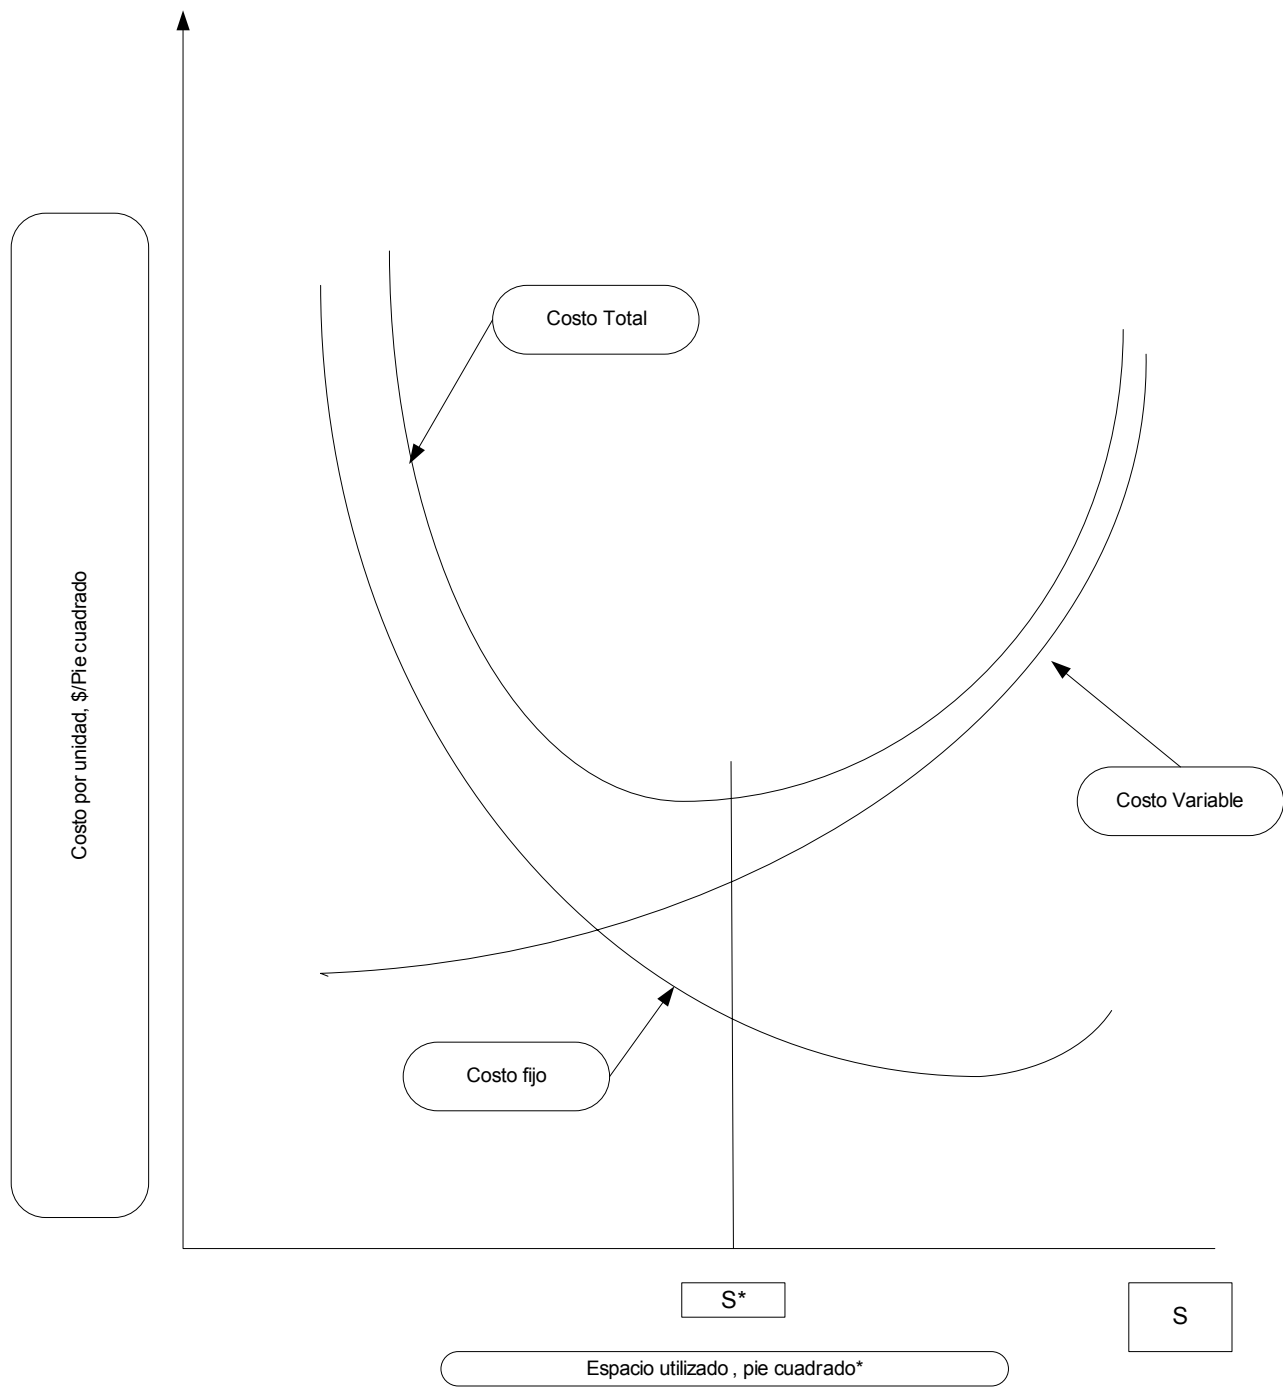 Costo Total
Costo por unidad, $/Pie cuadrado
Costo Variable
Costo fijo
S*
S
Espacio utilizado , pie cuadrado*